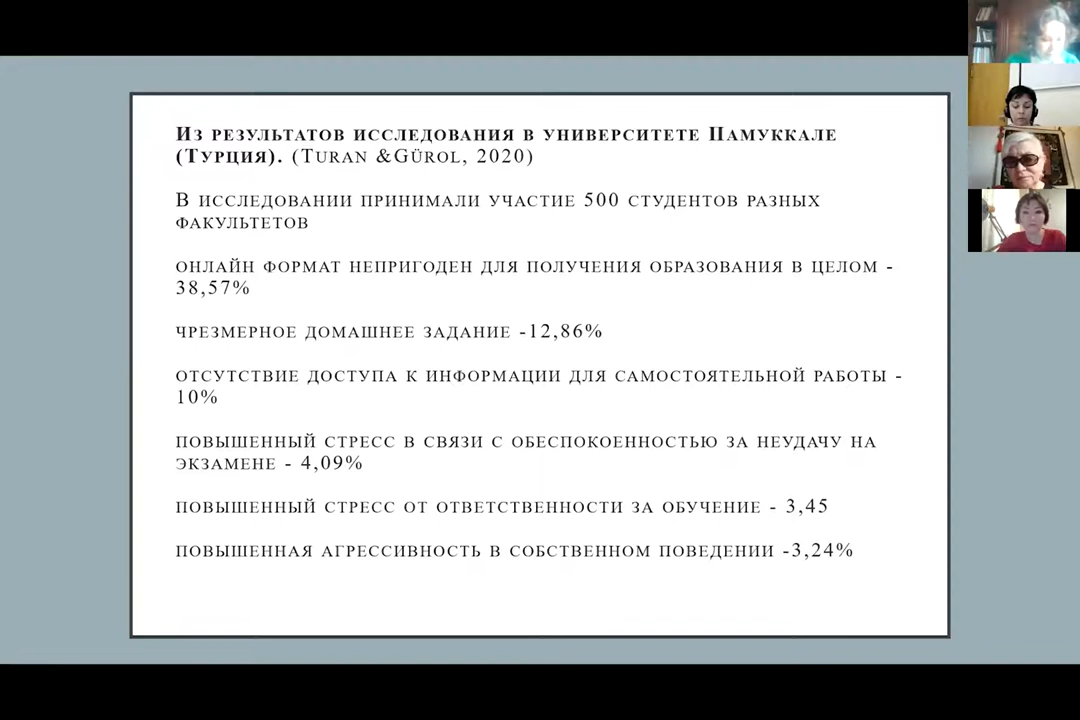 Из результатов исследования в университете Памуккале
(Турция). (Turan &Gürol, 2020)
В исследовании принимали участие 500 студентов разных
факультетов
онлайн формат непригоден для получения образования в целом -
38,57%
чрезмерное домашнее задание -12,86%
отсутствие доступа к информации для самостоятельной работы -
10%
повышенный стресс в связи с обеспокоенностью за неудачу на
экзамене - 4,09%
повышенный стресс от ответственности за обучение - 3,45
повышенная агрессивность в собственном поведении -3,24%